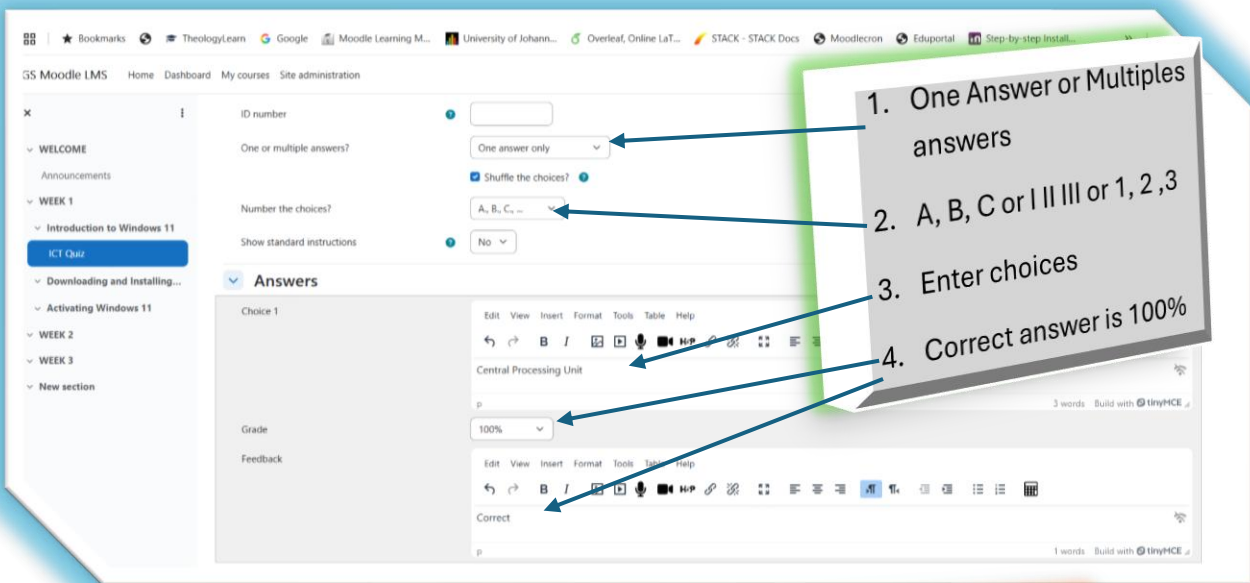 Bookmarks TheologyLearn Google Moodle Learning M... University of Johann... Overleaf, Online LaT... STACK - STACK Docs Moodlecron Eduportal Step-by-step Install... »
GS Moodle LMS Home Dashboard My courses Site administration
WELCOME
Announcements
WEEK 1
Introduction to Windows 11
ICT Quiz
Downloading and Installing...
Activating Windows 11
WEEK 2
WEEK 3
New section
ID number
One or multiple answers? One answer only
Shuffle the choices?
Number the choices? A., B., C., ...
Show standard instructions No
Answers
Choice 1
Edit View Insert Format Tools Table Help
B I H-P
Central Processing Unit
p 3 words Build with tinyMCE
Grade 100%
Feedback
Edit View Insert Format Tools Table Help
B I H-P
Correct
p 1 words Build with tinyMCE
1. One Answer or Multiples
answers
2. A, B, C or I II III or 1, 2 ,3
3. Enter choices
4. Correct answer is 100%